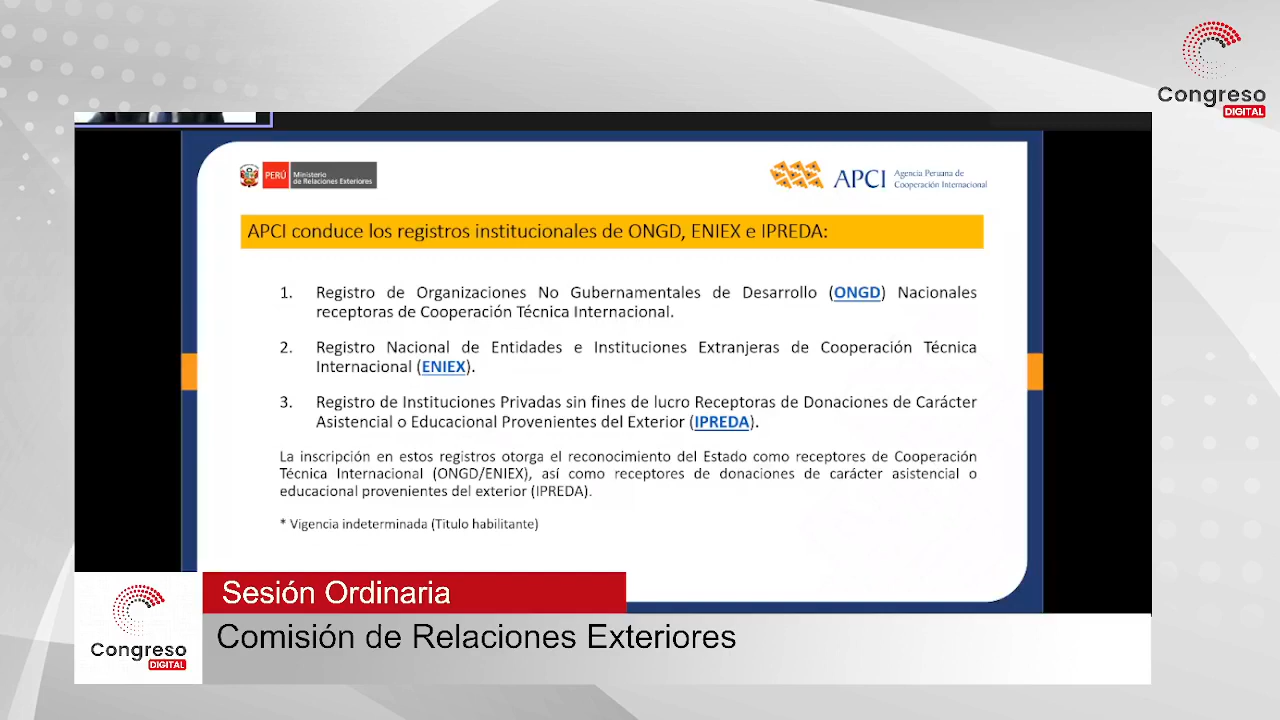 Congreso
DIGITAL
PERÚ
Ministerio
de Relaciones Exteriores
APCI
Agencia Peruana de
Cooperación Internacional
APCI conduce los registros institucionales de ONGD, ENIEX e IPREDA:
1. Registro de Organizaciones No Gubernamentales de Desarrollo (ONGD) Nacionales
receptoras de Cooperación Técnica Internacional.
2. Registro Nacional de Entidades e Instituciones Extranjeras de Cooperación Técnica
Internacional (ENIEX).
3. Registro de Instituciones Privadas sin fines de lucro Receptoras de Donaciones de Carácter
Asistencial o Educacional Provenientes del Exterior (IPREDA).
La inscripción en estos registros otorga el reconocimiento del Estado como receptores de Cooperación
Técnica Internacional (ONGD/ENIEX), así como receptores de donaciones de carácter asistencial o
educacional provenientes del exterior (IPREDA).
* Vigencia indeterminada (Titulo habilitante)
Sesión Ordinaria
Comisión de Relaciones Exteriores
Congreso
DIGITAL